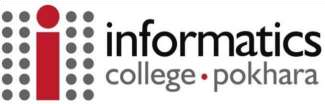 informatics
college • pokhara